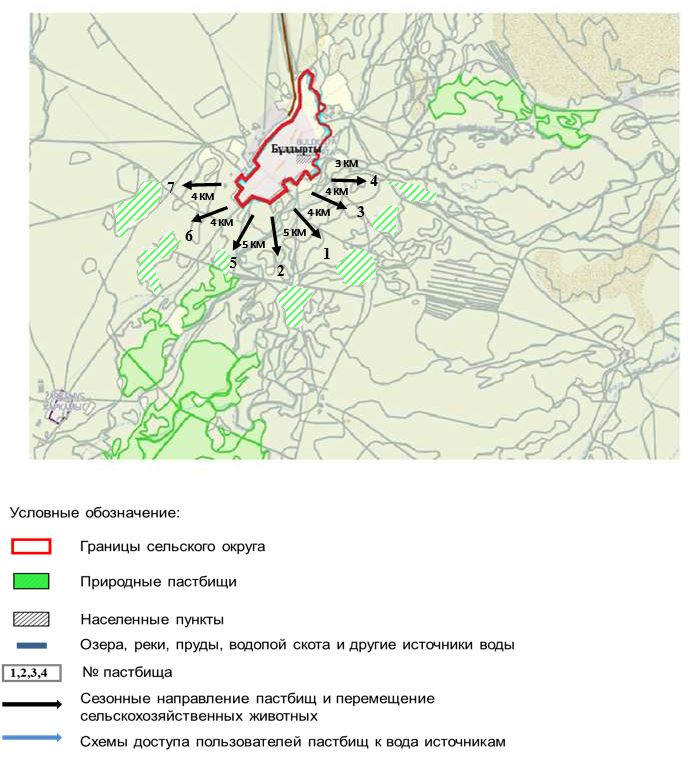 Бұлдырты
3 КМ
4
7
4 КМ
4 КМ
3
4 КМ
4 КМ
6
5 КМ
5 КМ
1
5
2
Условные обозначение:
Границы сельского округа
Природные пастбищи
Населенные пункты
Озера, реки, пруды, водопой скота и другие источники воды
1,2,3,4 № пастбища
Сезонные направление пастбищ и перемещение
сельскохозяйственных животных
Схемы доступа пользователей пастбищ к вода источникам